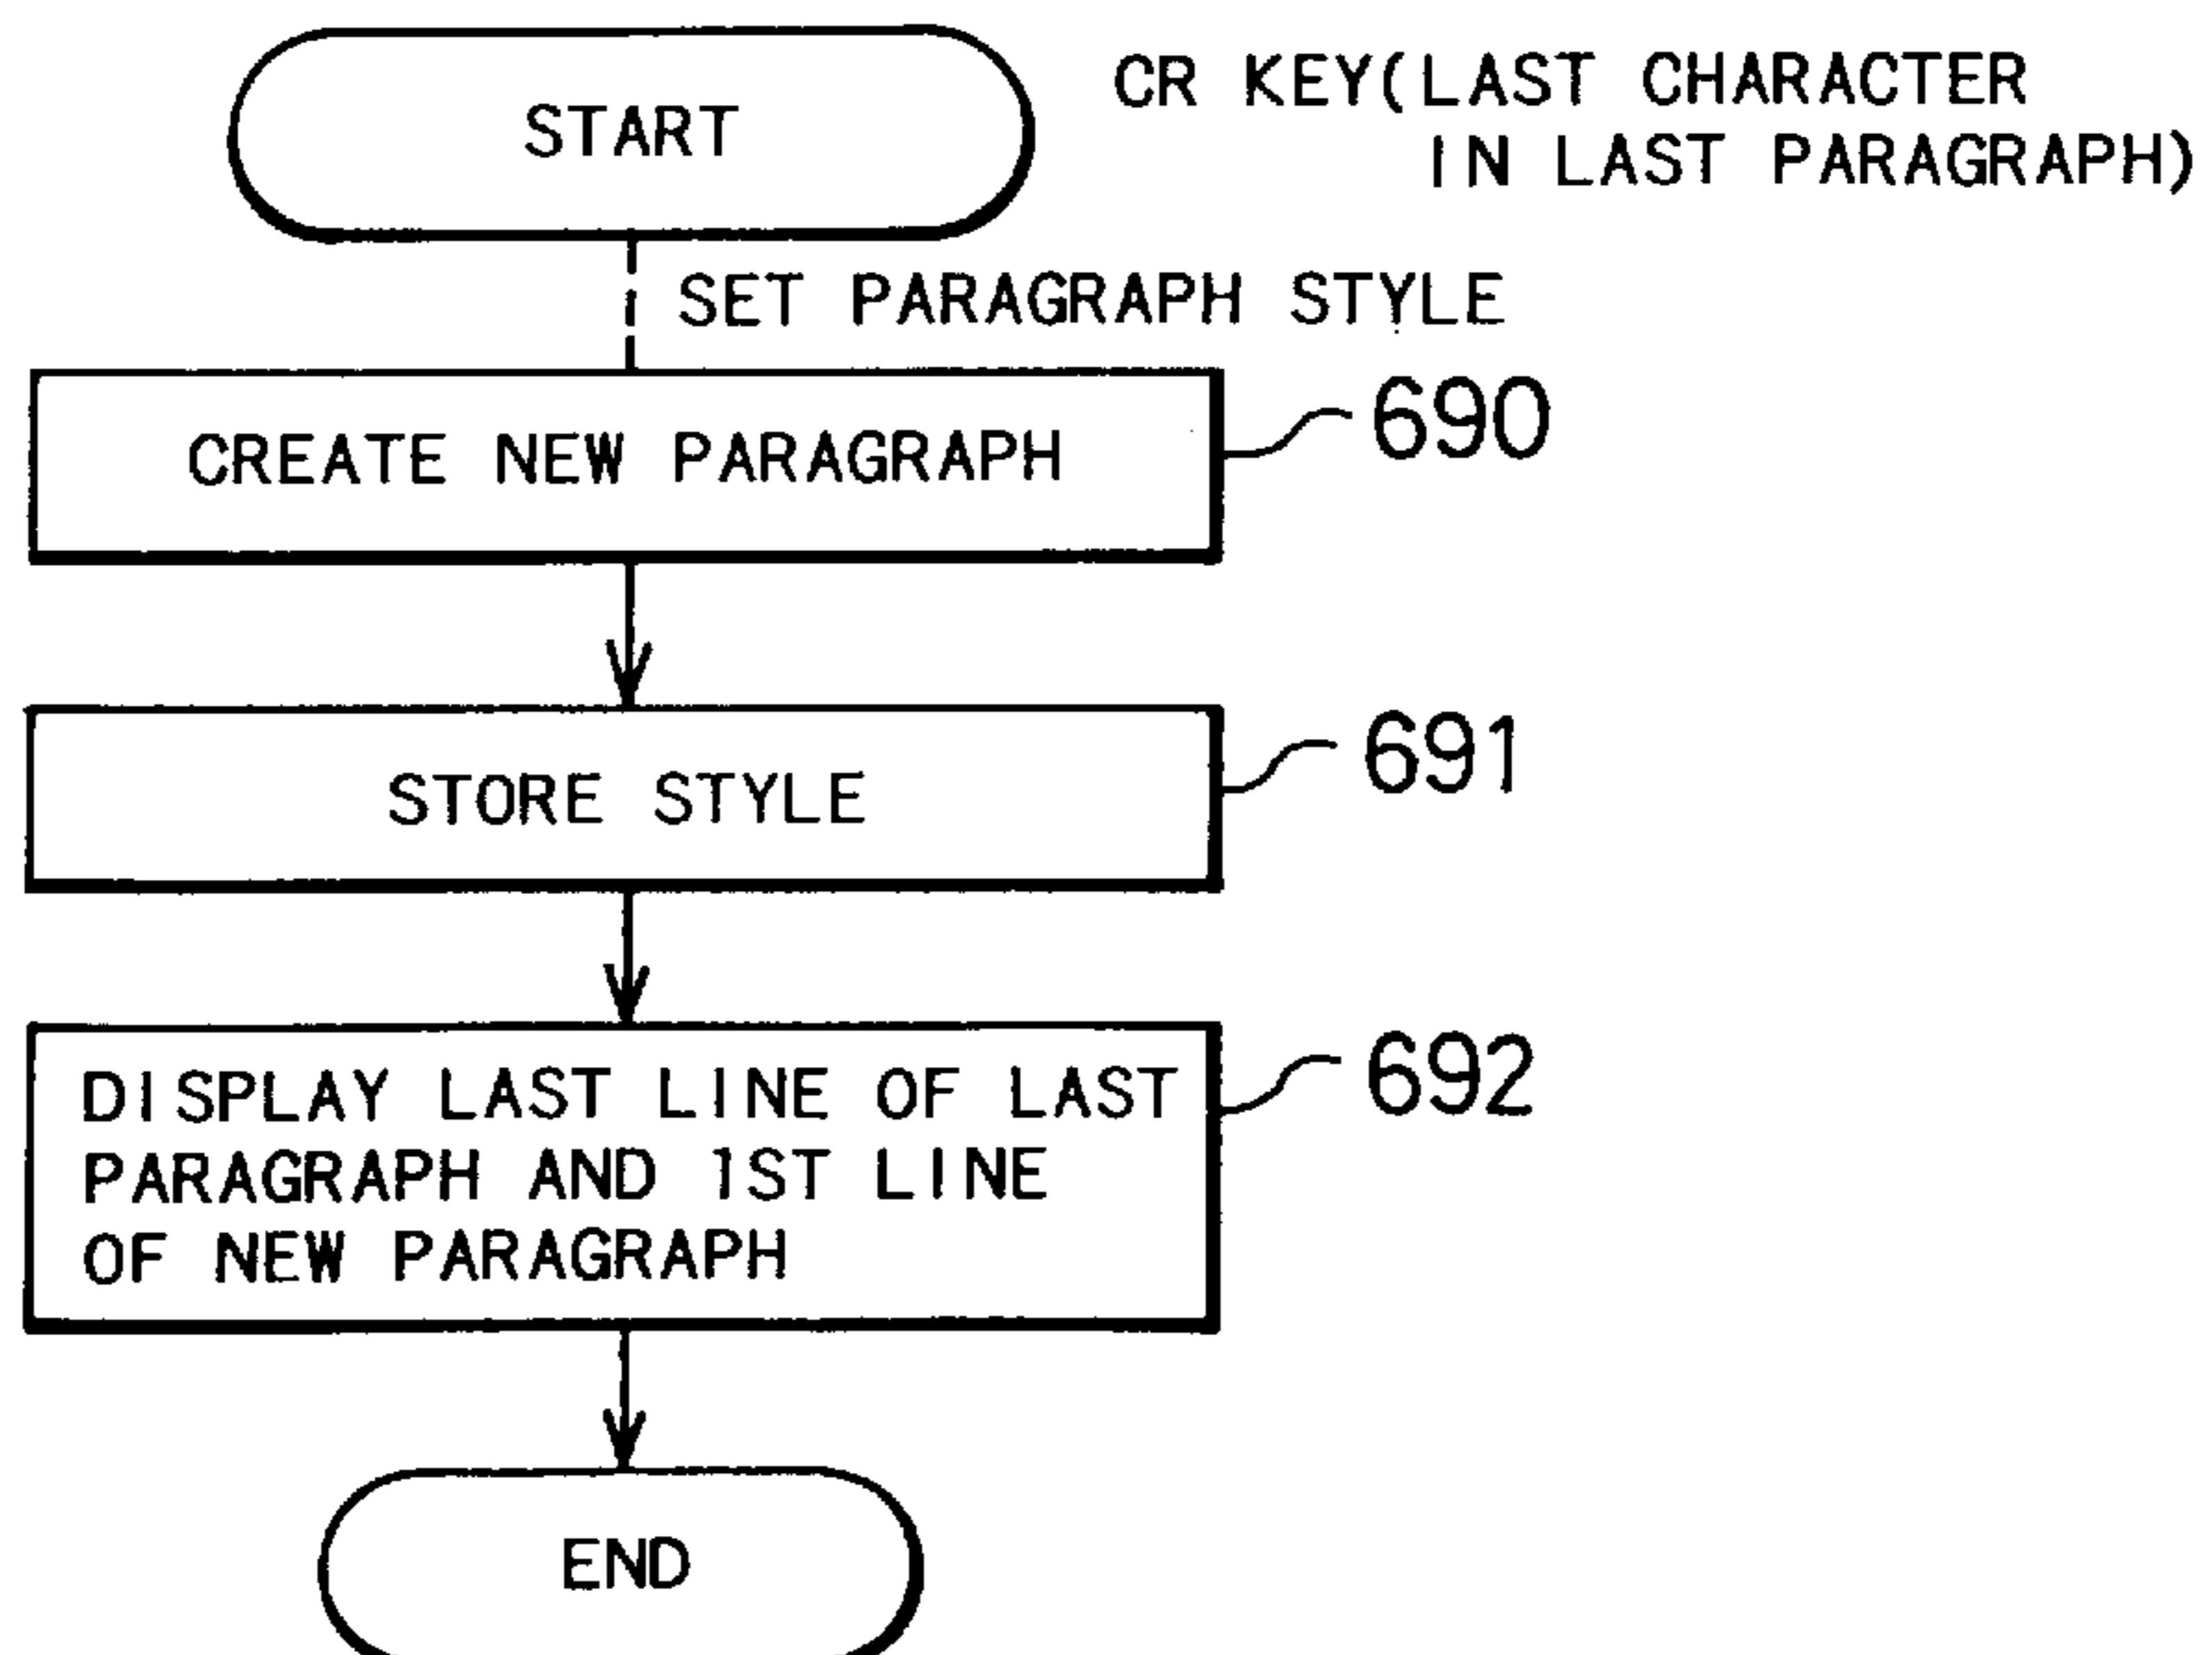 START
CR KEY(LAST CHARACTER
IN LAST PARAGRAPH)
SET PARAGRAPH STYLE
CREATE NEW PARAGRAPH
690
STORE STYLE
691
DISPLAY LAST LINE OF LAST
PARAGRAPH AND 1ST LINE
OF NEW PARAGRAPH
692
END